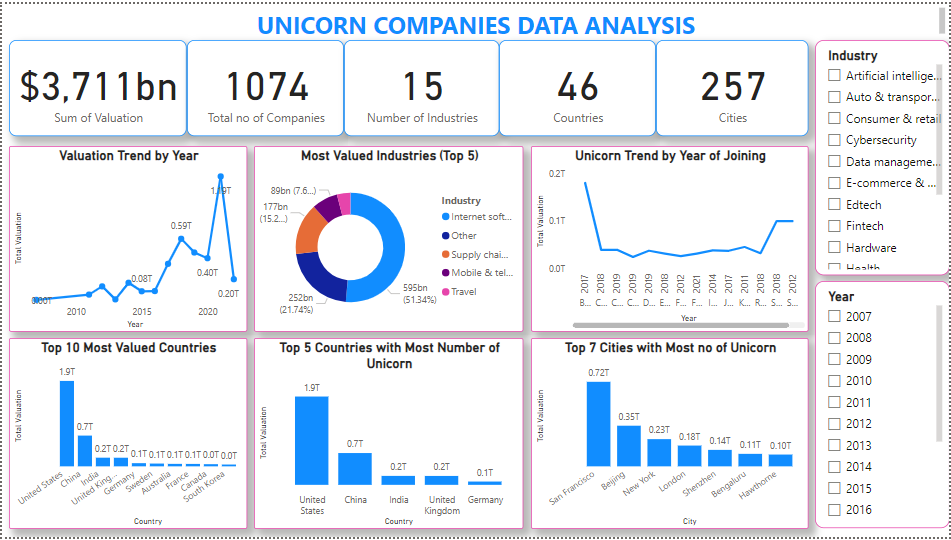 UNICORN COMPANIES DATA ANALYSIS
$3,711bn
Sum of Valuation
1074
Total no of Companies
15
Number of Industries
46
Countries
257
Cities
Industry
Artificial intellige...
Auto & transpor...
Consumer & retail
Cybersecurity
Data manageme...
E-commerce & ...
Edtech
Fintech
Hardware
Health
Valuation Trend by Year
Total Valuation
0.00T
0.08T
0.59T
0.40T
1.19T
0.20T
2010 2015 2020
Year
Most Valued Industries (Top 5)
89bn (7.6...)
177bn
(15.2...)
252bn
(21.74%)
595bn
(51.34%)
Industry
Internet soft...
Other
Supply chai...
Mobile & tel...
Travel
Unicorn Trend by Year of Joining
Total Valuation
0.2T
0.1T
0.0T
2017 2018 2019 2019 2019 2018 2012 2021 2014 2017 2011 2018 2018 2012
B... C... C... C... D... E... F... F... I... J... K... R... S... S...
Year
Year
2007
2008
2009
2010
2011
2012
2013
2014
2015
2016
Top 10 Most Valued Countries
Total Valuation
1.9T
0.7T
0.2T 0.2T 0.1T 0.1T 0.1T 0.1T 0.0T 0.0T
United States
China
India
United King...
Germany
Sweden
Australia
France
Canada
South Korea
Country
Top 5 Countries with Most Number of
Unicorn
Total Valuation
1.9T
0.7T
0.2T
0.2T
0.1T
United
States
China
India
United
Kingdom
Germany
Country
Top 7 Cities with Most no of Unicorn
Total Valuation
0.72T
0.35T
0.23T
0.18T
0.14T
0.11T
0.10T
San Francisco
Beijing
New York
London
Shenzhen
Bengaluru
Hawthorne
City